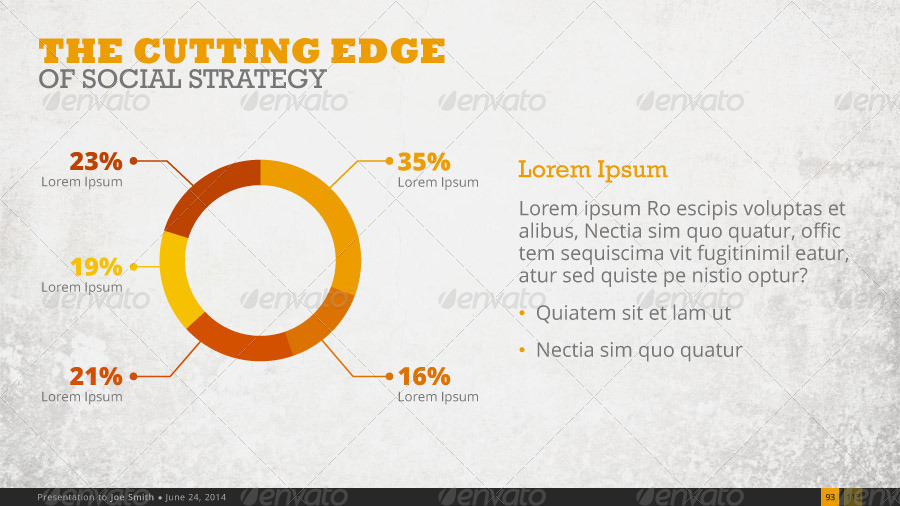 THE CUTTING EDGE
OF SOCIAL STRATEGY
23%
Lorem Ipsum
19%
Lorem Ipsum
21%
Lorem Ipsum
35%
Lorem Ipsum
16%
Lorem Ipsum
Lorem Ipsum
Lorem ipsum Ro escipis voluptas et
alibus, Nectia sim quo quatur, offic
tem sequiscima vit fugitinimil eatur,
atur sed quiste pe nistio optur?
• Quiatem sit et lam ut
• Nectia sim quo quatur
Presentation to Joe Smith ● June 24, 2014
93
envato